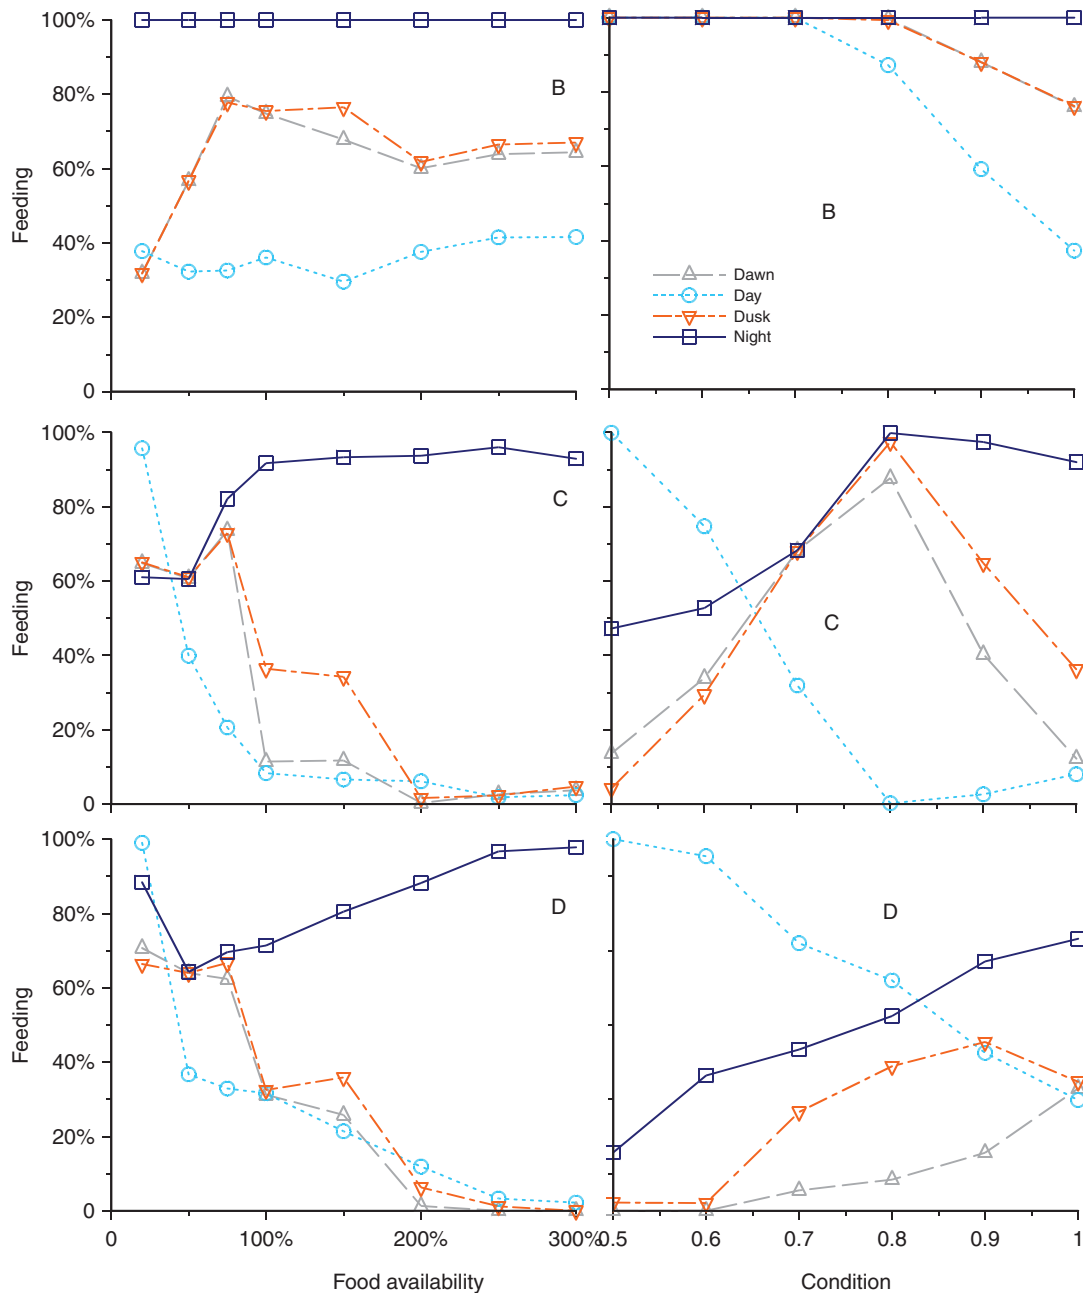 100%
80%
60%
40%
20%
0
Feeding
B
B
Dawn
Day
Dusk
Night
100%
80%
60%
40%
20%
0
Feeding
C
C
100%
80%
60%
40%
20%
0
Feeding
D
D
0 100% 200% 300%
0.5 0.6 0.7 0.8 0.9 1
Food availability
Condition